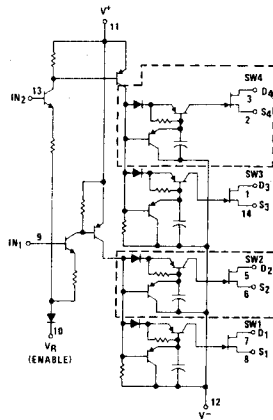 V+
11
SW4
D4
3
S4
2
13
IN2
SW3
D3
1
S3
14
9
IN1
SW2
D2
5
S2
6
10
VR
(ENABLE)
SW1
D1
7
S1
8
12
V−